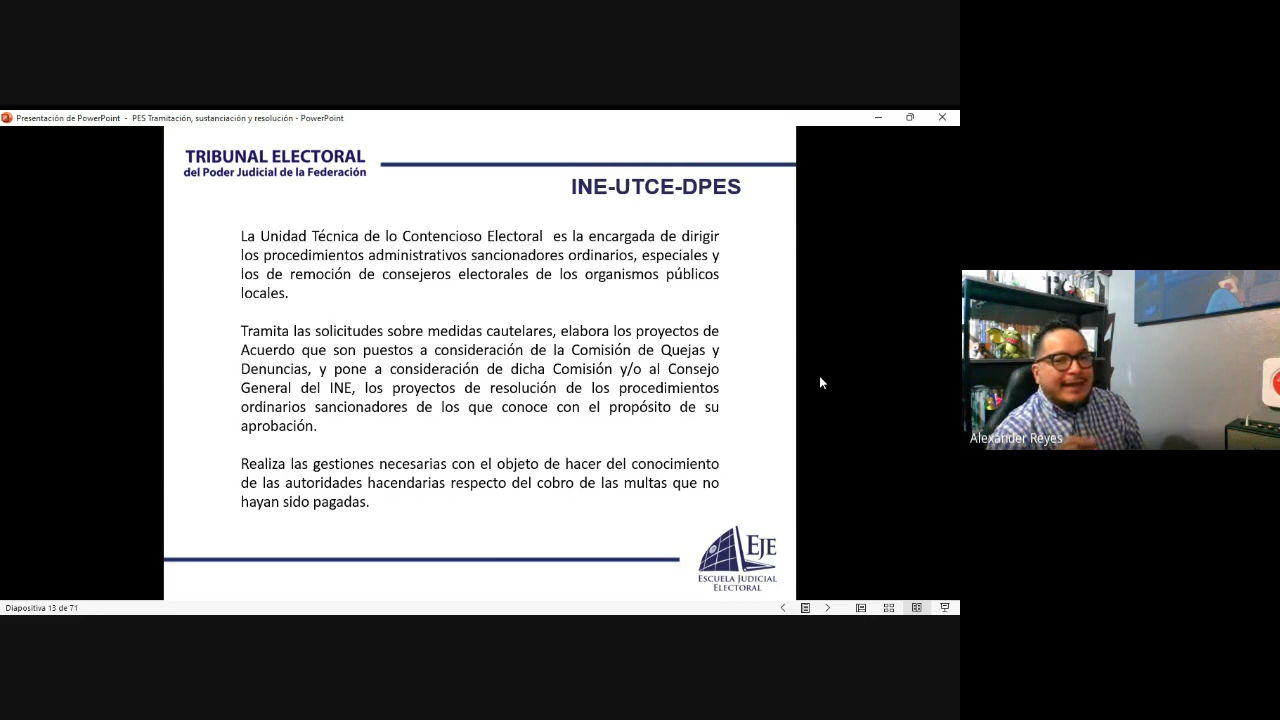 Presentación de PowerPoint - PES Tramitación, sustanciación y resolución - PowerPoint
TRIBUNAL ELECTORAL
del Poder Judicial de la Federación
INE-UTCE-DPES
La Unidad Técnica de lo Contencioso Electoral es la encargada de dirigir
los procedimientos administrativos sancionadores ordinarios, especiales y
los de remoción de consejeros electorales de los organismos públicos
locales.
Tramita las solicitudes sobre medidas cautelares, elabora los proyectos de
Acuerdo que son puestos a consideración de la Comisión de Quejas y
Denuncias, y pone a consideración de dicha Comisión y/o al Consejo
General del INE, los proyectos de resolución de los procedimientos
ordinarios sancionadores de los que conoce con el propósito de su
aprobación.
Realiza las gestiones necesarias con el objeto de hacer del conocimiento
de las autoridades hacendarias respecto del cobro de las multas que no
hayan sido pagadas.
EJE
ESCUELA JUDICIAL
ELECTORAL
Diapositiva 13 de 71
Alexánder Reyes